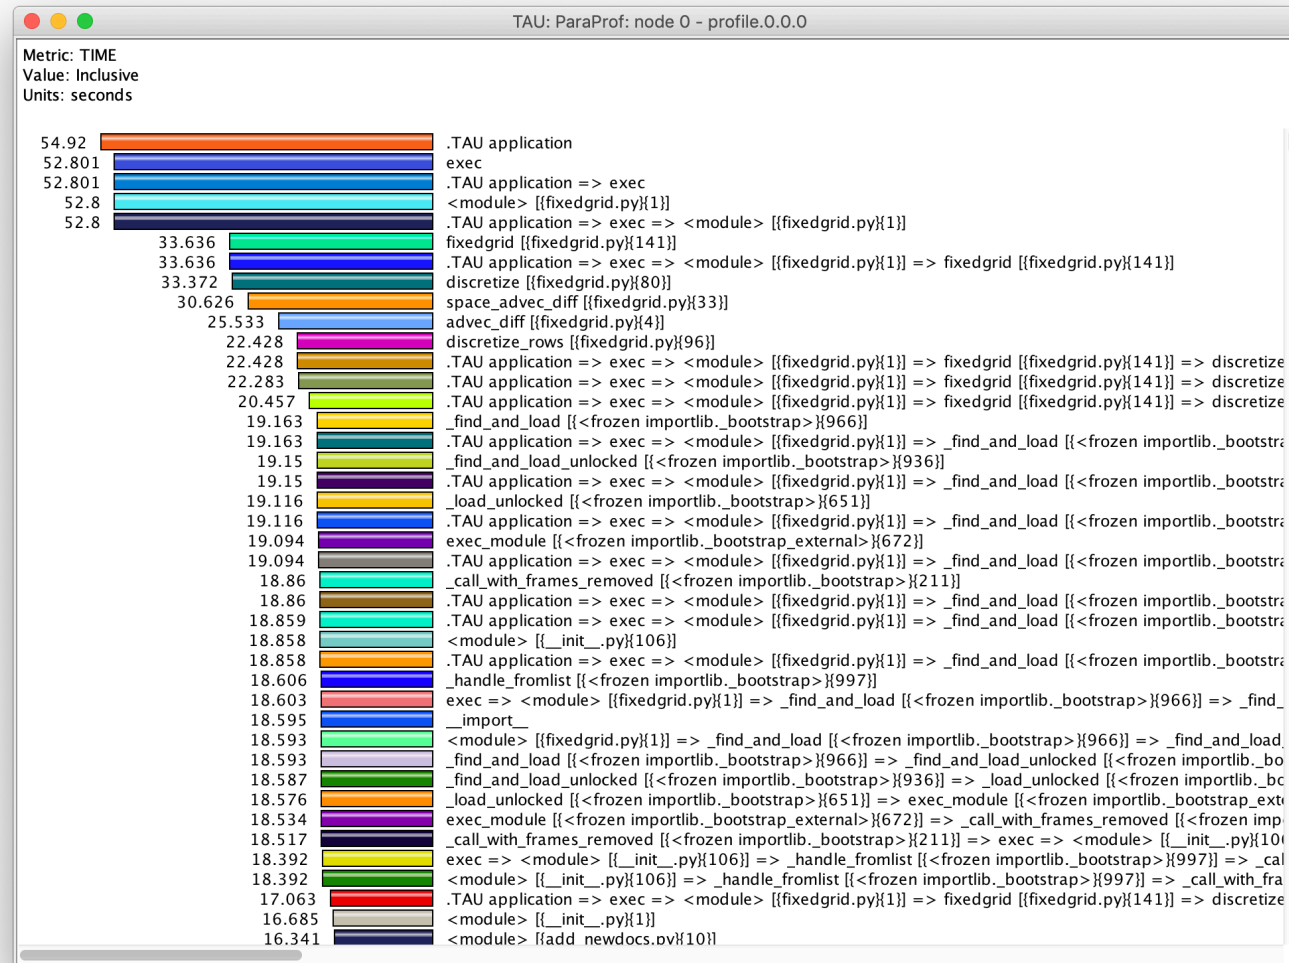 TAU: ParaProf: node 0 - profile.0.0.0
Metric: TIME
Value: Inclusive
Units: seconds
54.92 .TAU application
52.801 exec
52.801 .TAU application => exec
52.8 <module> [{fixedgrid.py}{1}]
52.8 .TAU application => exec => <module> [{fixedgrid.py}{1}]
33.636 fixedgrid [{fixedgrid.py}{141}]
33.636 .TAU application => exec => <module> [{fixedgrid.py}{1}] => fixedgrid [{fixedgrid.py}{141}]
33.372 discretize [{fixedgrid.py}{80}]
30.626 space_advec_diff [{fixedgrid.py}{33}]
25.533 advec_diff [{fixedgrid.py}{4}]
22.428 discretize_rows [{fixedgrid.py}{96}]
22.428 .TAU application => exec => <module> [{fixedgrid.py}{1}] => fixedgrid [{fixedgrid.py}{141}] => discretize
22.283 .TAU application => exec => <module> [{fixedgrid.py}{1}] => fixedgrid [{fixedgrid.py}{141}] => discretize
20.457 .TAU application => exec => <module> [{fixedgrid.py}{1}] => fixedgrid [{fixedgrid.py}{141}] => discretize
19.163 _find_and_load [{<frozen importlib._bootstrap>}{966}]
19.163 .TAU application => exec => <module> [{fixedgrid.py}{1}] => _find_and_load [{<frozen importlib._bootstra
19.15 _find_and_load_unlocked [{<frozen importlib._bootstrap>}{936}]
19.15 .TAU application => exec => <module> [{fixedgrid.py}{1}] => _find_and_load [{<frozen importlib._bootstra
19.116 _load_unlocked [{<frozen importlib._bootstrap>}{651}]
19.116 .TAU application => exec => <module> [{fixedgrid.py}{1}] => _find_and_load [{<frozen importlib._bootstra
19.094 exec_module [{<frozen importlib._bootstrap_external>}{672}]
19.094 .TAU application => exec => <module> [{fixedgrid.py}{1}] => _find_and_load [{<frozen importlib._bootstra
18.86 _call_with_frames_removed [{<frozen importlib._bootstrap>}{211}]
18.86 .TAU application => exec => <module> [{fixedgrid.py}{1}] => _find_and_load [{<frozen importlib._bootstra
18.859 .TAU application => exec => <module> [{fixedgrid.py}{1}] => _find_and_load [{<frozen importlib._bootstra
18.858 <module> [{__init__.py}{106}]
18.858 .TAU application => exec => <module> [{fixedgrid.py}{1}] => _find_and_load [{<frozen importlib._bootstra
18.606 _handle_fromlist [{<frozen importlib._bootstrap>}{997}]
18.603 exec => <module> [{fixedgrid.py}{1}] => _find_and_load [{<frozen importlib._bootstrap>}{966}] => _find_
18.595 __import__
18.593 <module> [{fixedgrid.py}{1}] => _find_and_load [{<frozen importlib._bootstrap>}{966}] => _find_and_load_
18.593 _find_and_load [{<frozen importlib._bootstrap>}{966}] => _find_and_load_unlocked [{<frozen importlib._bo
18.587 _find_and_load_unlocked [{<frozen importlib._bootstrap>}{936}] => _load_unlocked [{<frozen importlib._bo
18.576 _load_unlocked [{<frozen importlib._bootstrap>}{651}] => exec_module [{<frozen importlib._bootstrap_exte
18.534 exec_module [{<frozen importlib._bootstrap_external>}{672}] => _call_with_frames_removed [{<frozen imp
18.517 _call_with_frames_removed [{<frozen importlib._bootstrap>}{211}] => exec => <module> [{__init__.py}{10
18.392 exec => <module> [{__init__.py}{106}] => _handle_fromlist [{<frozen importlib._bootstrap>}{997}] => _cal
18.392 <module> [{__init__.py}{106}] => _handle_fromlist [{<frozen importlib._bootstrap>}{997}] => _call_with_fra
17.063 .TAU application => exec => <module> [{fixedgrid.py}{1}] => fixedgrid [{fixedgrid.py}{141}] => discretize
16.685 <module> [{__init__.py}{1}]
16.341 <module> [{add_newdocs.py}{10}]